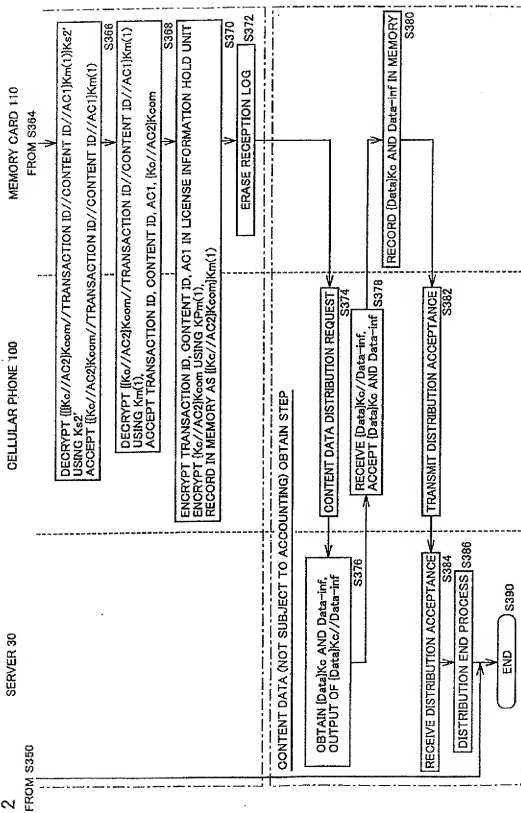 2
FROM S350
SERVER 30
CELLULAR PHONE 100
MEMORY CARD 110
FROM S364
DECRYPT {{{Kc//AC2}Kcom//TRANSACTION ID//CONTENT ID//AC1}Km(1)}Ks2'
USING Ks2'
ACCEPT {{Kc//AC2}Kcom//TRANSACTION ID//CONTENT ID//AC1}Km(1)
S366
DECRYPT {{Kc//AC2}Kcom//TRANSACTION ID//CONTENT ID//AC1}Km(1)
USING Km(1),
ACCEPT TRANSACTION ID, CONTENT ID, AC1, {Kc//AC2}Kcom
S368
ENCRYPT TRANSACTION ID, CONTENT ID, AC1 IN LICENSE INFORMATION HOLD UNIT
ENCRYPT {Kc//AC2}Kcom USING KPm(1),
RECORD IN MEMORY AS {{Kc//AC2}Kcom}Km(1)
S370
S372
ERASE RECEPTION LOG
CONTENT DATA (NOT SUBJECT TO ACCOUNTING) OBTAIN STEP
CONTENT DATA DISTRIBUTION REQUEST
S374
OBTAIN {Data}Kc AND Data-inf,
OUTPUT OF {Data}Kc//Data-inf
S376
S378
RECEIVE {Data}Kc//Data-inf,
ACCEPT {Data}Kc AND Data-inf
S380
RECORD {Data}Kc AND Data-inf IN MEMORY
TRANSMIT DISTRIBUTION ACCEPTANCE
S382
RECEIVE DISTRIBUTION ACCEPTANCE
S384
DISTRIBUTION END PROCESS
S386
END
S390